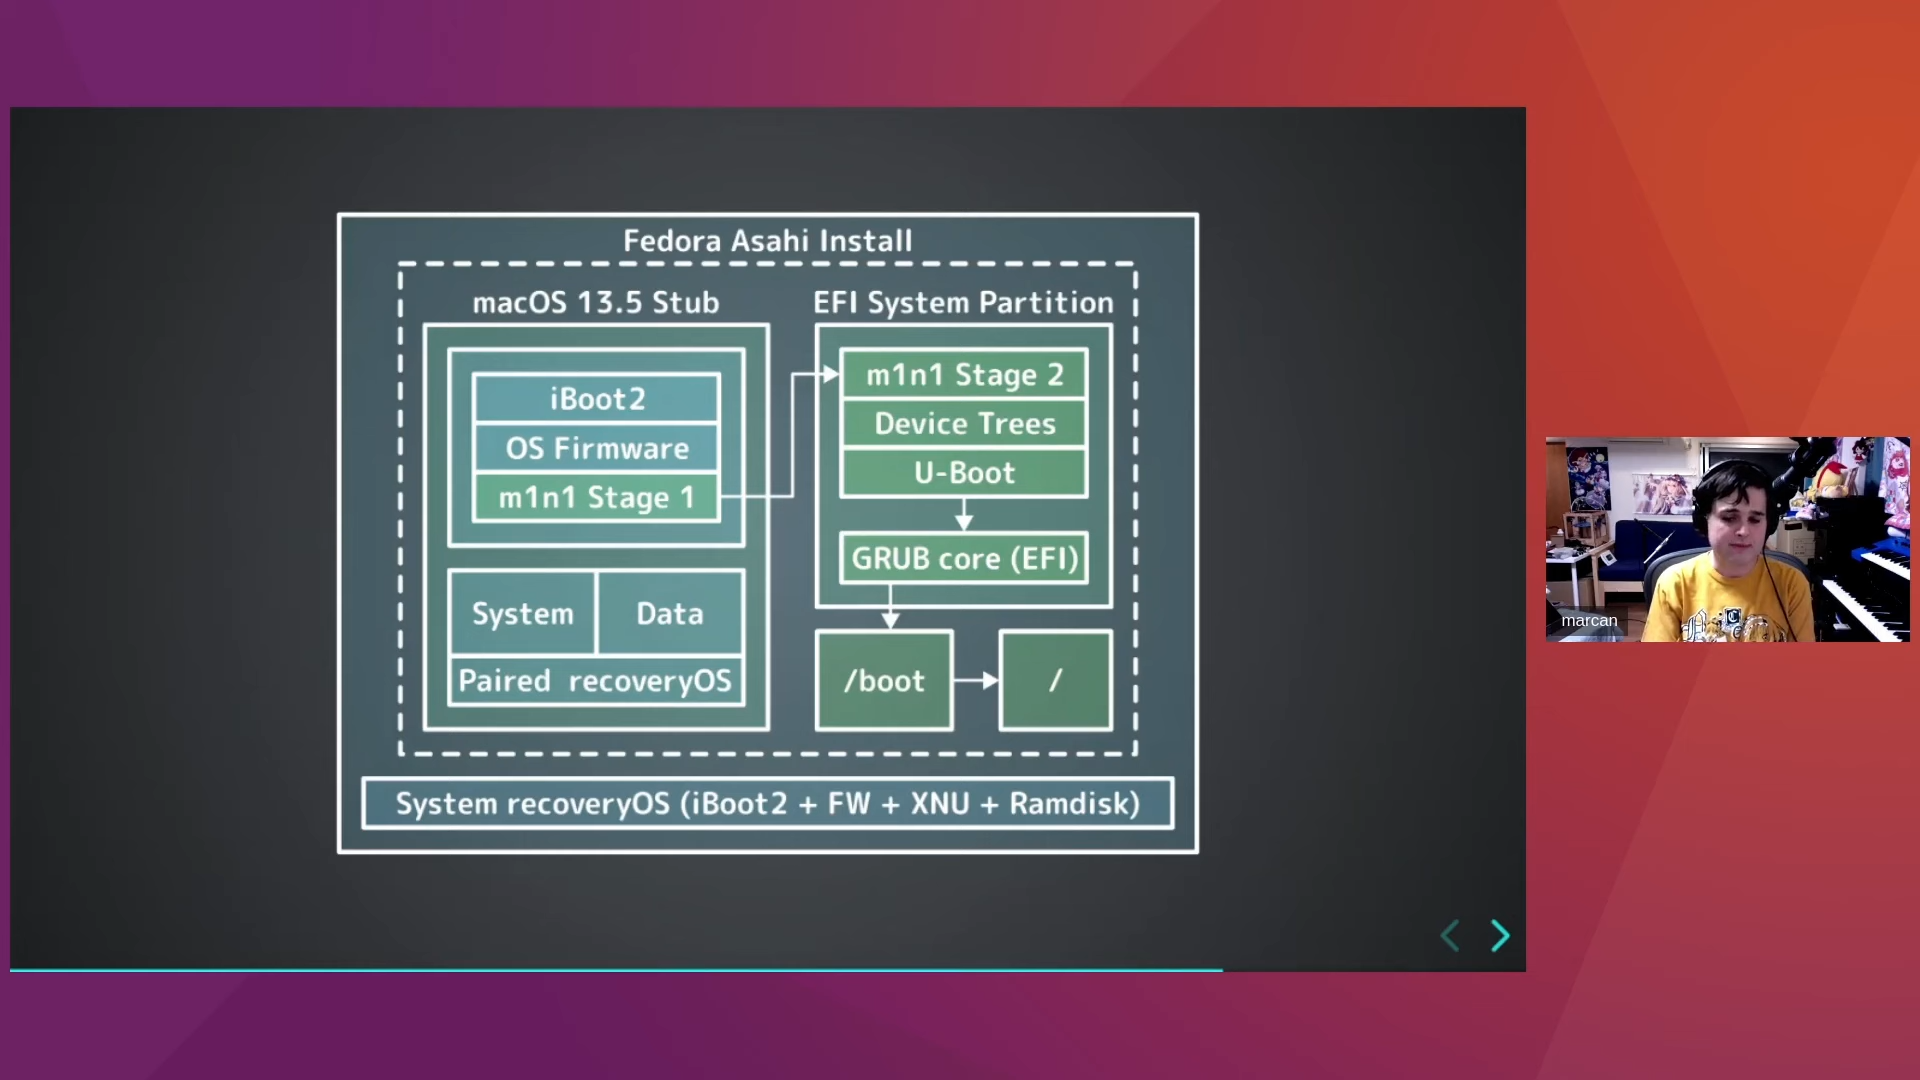 Fedora Asahi Install
macOS 13.5 Stub
iBoot2
OS Firmware
m1n1 Stage 1
System
Data
Paired recoveryOS
EFI System Partition
m1n1 Stage 2
Device Trees
U-Boot
GRUB core (EFI)
/boot
/
System recoveryOS (iBoot2 + FW + XNU + Ramdisk)
marcan